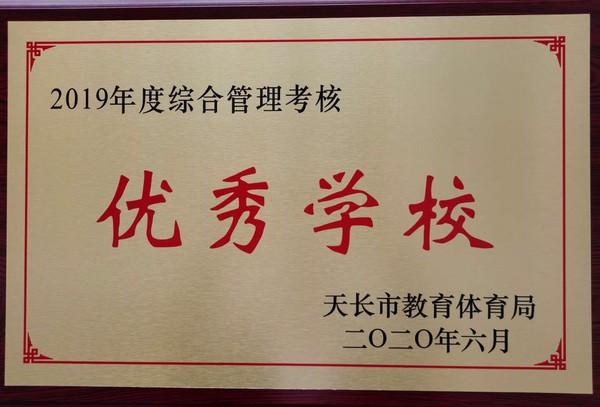 2019年度综合管理考核
优秀学校
天长市教育体育局
二〇二〇年六月